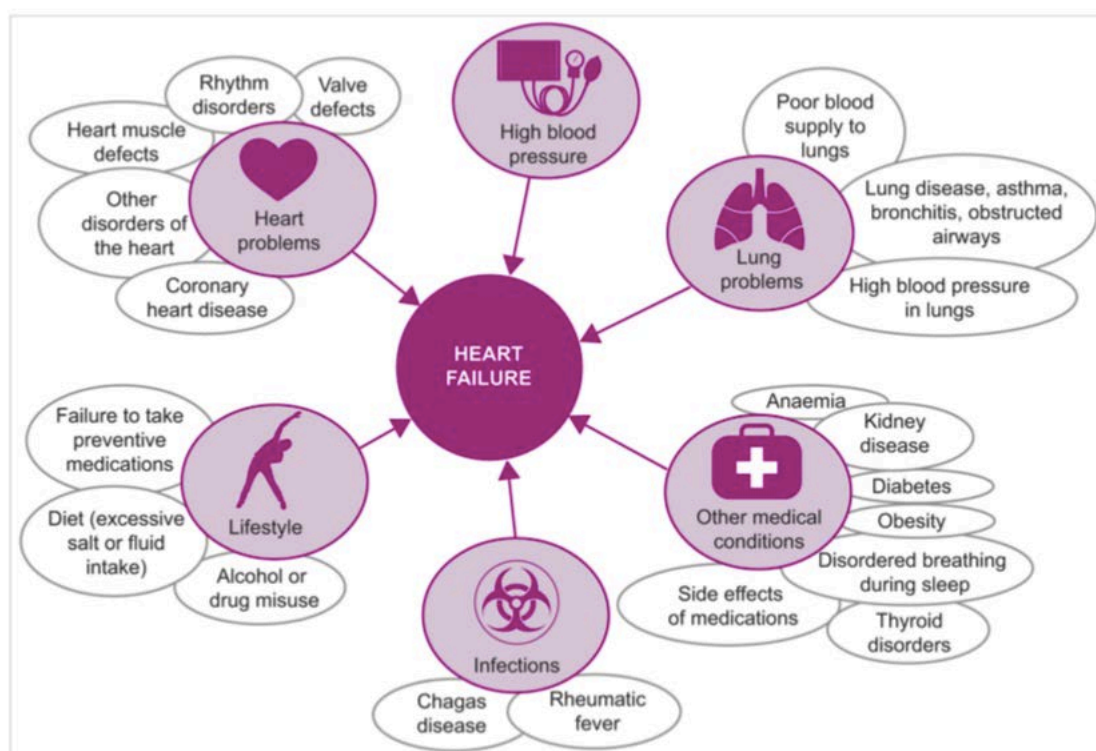 Rhythm
disorders
Valve
defects
Heart muscle
defects
Other
disorders of
the heart
Coronary
heart disease
Heart
problems
High blood
pressure
Poor blood
supply to
lungs
Lung disease, asthma,
bronchitis, obstructed
airways
High blood pressure
in lungs
Lung
problems
HEART
FAILURE
Failure to take
preventive
medications
Diet (excessive
salt or fluid
intake)
Alcohol or
drug misuse
Lifestyle
Infections
Chagas
disease
Rheumatic
fever
Anaemia
Kidney
disease
Diabetes
Obesity
Disordered breathing
during sleep
Thyroid
disorders
Side effects
of medications
Other medical
conditions